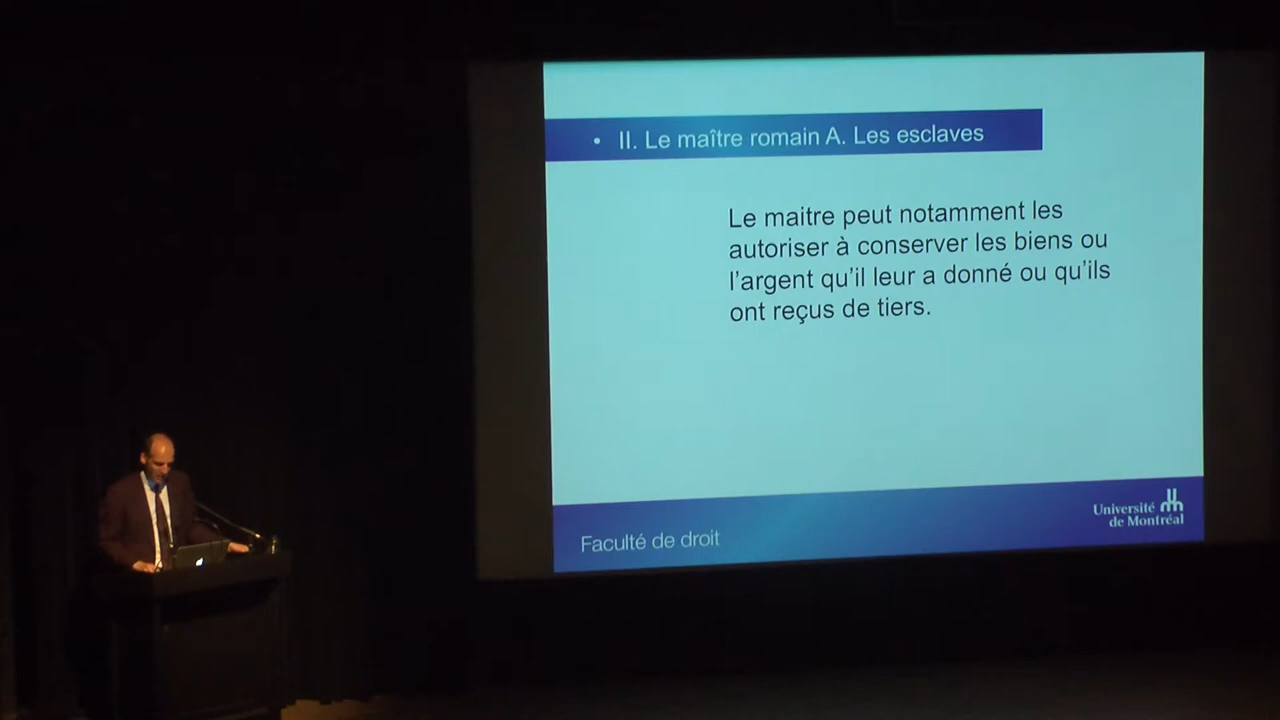 • II. Le maître romain A. Les esclaves
Le maitre peut notamment les
autoriser à conserver les biens ou
l’argent qu’il leur a donné ou qu’ils
ont reçus de tiers.
Faculté de droit
Université
de Montréal